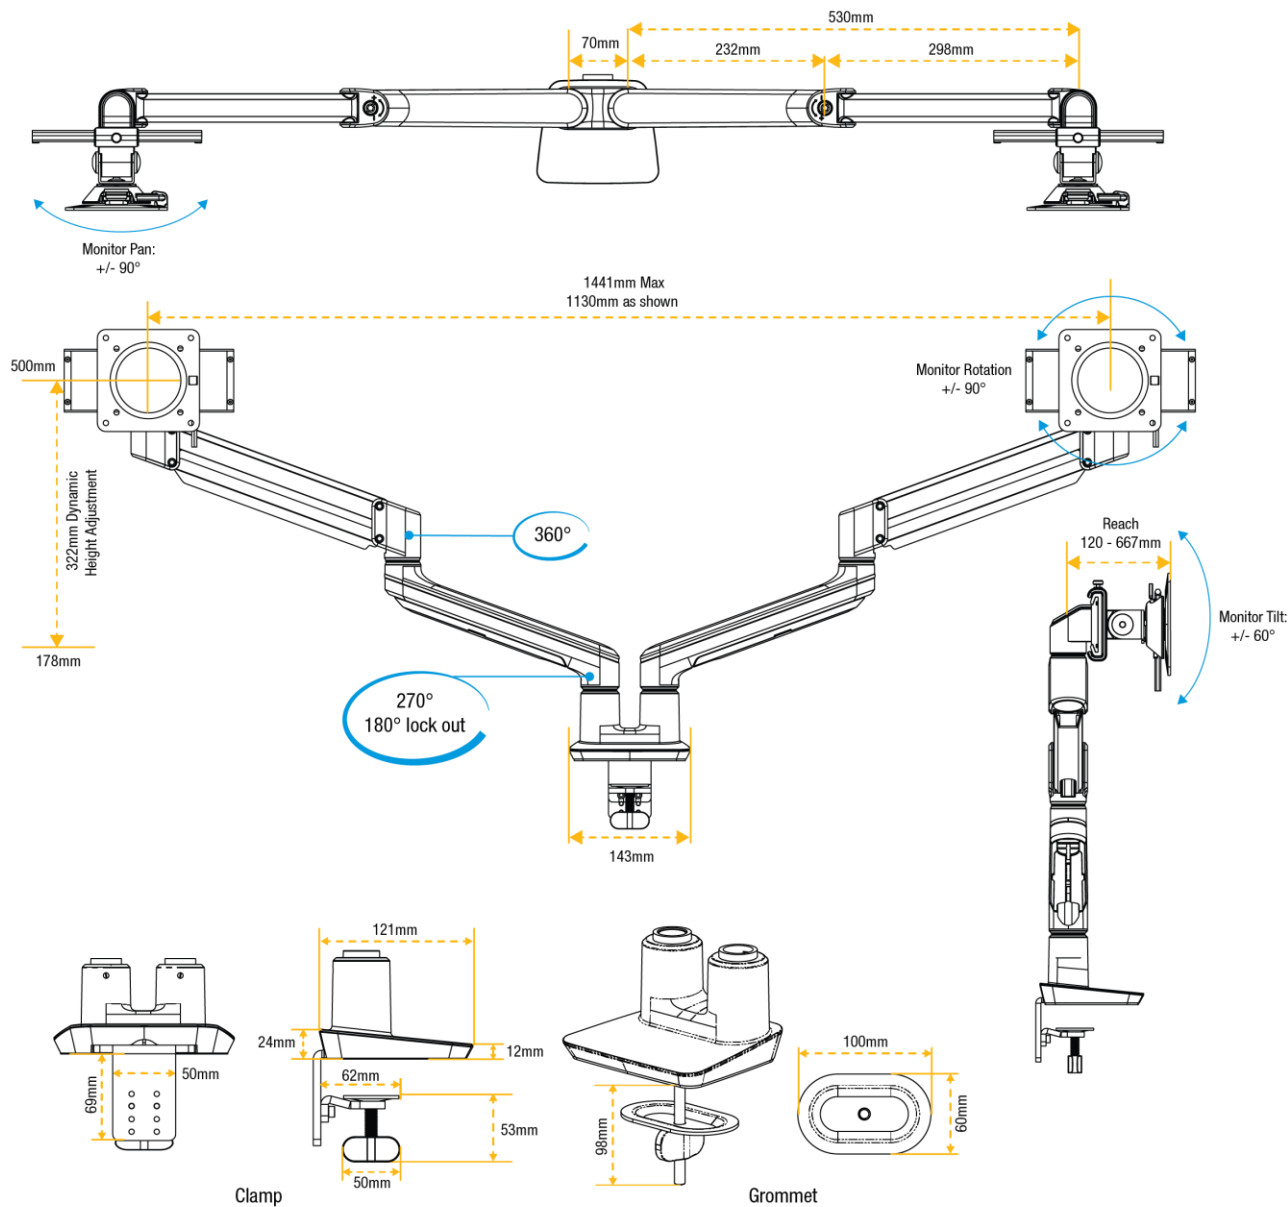 530mm
70mm
232mm
298mm
Monitor Pan:
+/- 90°
1441mm Max
1130mm as shown
500mm
Monitor Rotation
+/- 90°
322mm Dynamic
Height Adjustment
360°
Reach
120 - 667mm
Monitor Tilt:
+/- 60°
178mm
270°
180° lock out
143mm
121mm
24mm
12mm
62mm
50mm
69mm
53mm
50mm
Clamp
98mm
100mm
60mm
Grommet